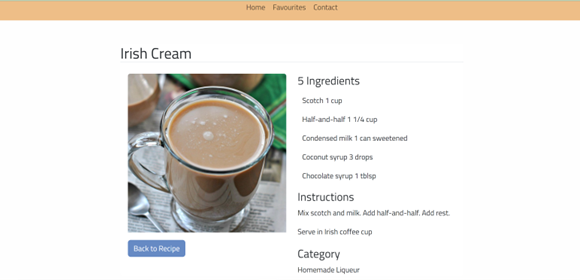 Home Favourites Contact
Irish Cream
5 Ingredients
Scotch 1 cup
Half-and-half 1 1/4 cup
Condensed milk 1 can sweetened
Coconut syrup 3 drops
Chocolate syrup 1 tblsp
Instructions
Mix scotch and milk. Add half-and-half. Add rest.
Serve in Irish coffee cup
Category
Homemade Liqueur
Back to Recipe